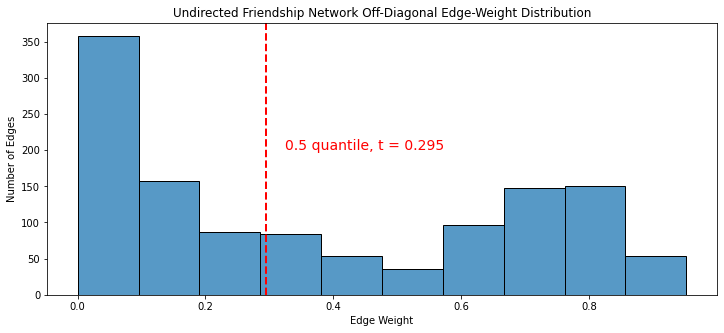 Undirected Friendship Network Off-Diagonal Edge-Weight Distribution
350
300
250
200
150
100
50
0
Number of Edges
0.5 quantile, t = 0.295
0.0 0.2 0.4 0.6 0.8
Edge Weight